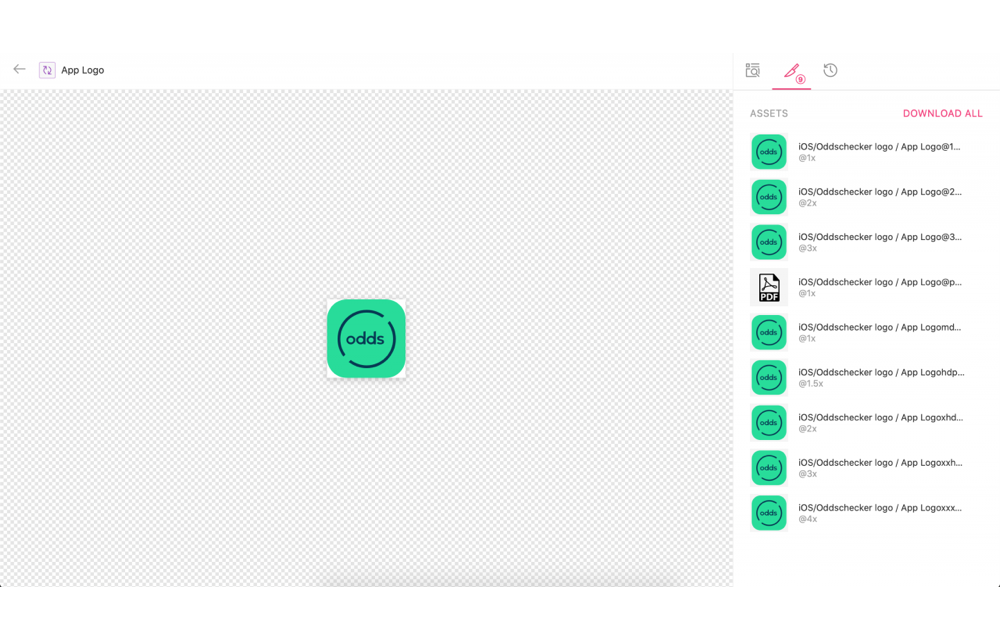 App Logo
9
ASSETS
DOWNLOAD ALL
odds
odds
iOS/Oddschecker logo / App Logo@1...
@1x
odds
iOS/Oddschecker logo / App Logo@2...
@2x
odds
iOS/Oddschecker logo / App Logo@3...
@3x
PDF
iOS/Oddschecker logo / App Logo@p...
@1x
odds
iOS/Oddschecker logo / App Logomd...
@1x
odds
iOS/Oddschecker logo / App Logohdp...
@1.5x
odds
iOS/Oddschecker logo / App Logoxhd...
@2x
odds
iOS/Oddschecker logo / App Logoxxh...
@3x
odds
iOS/Oddschecker logo / App Logoxxx...
@4x